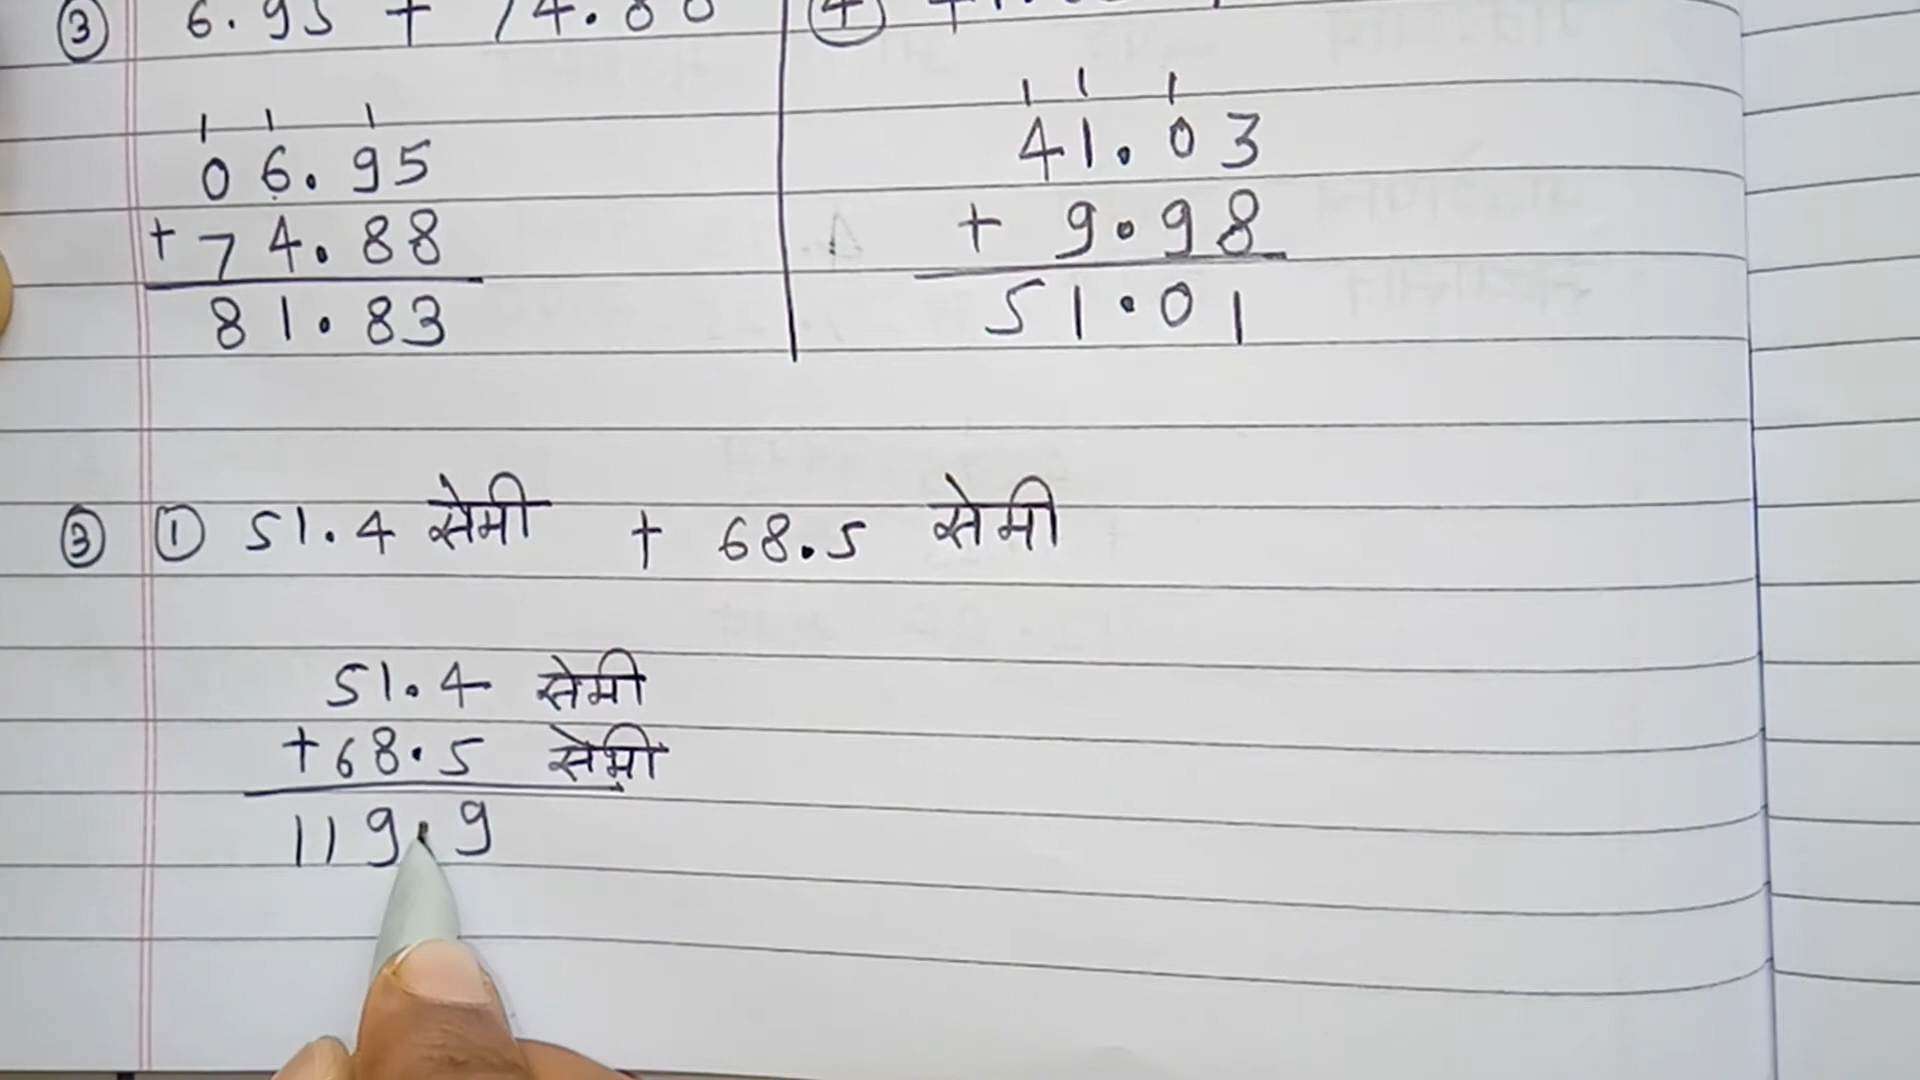 ③ 6.95 + 74.88
④
1 1 1
06.95
+ 74.88
81.83
1 1 1
41.03
+ 9.98
51.01
③ ① 51.4 सेमी + 68.5 सेमी
51.4 सेमी
+68.5 सेमी
119.9